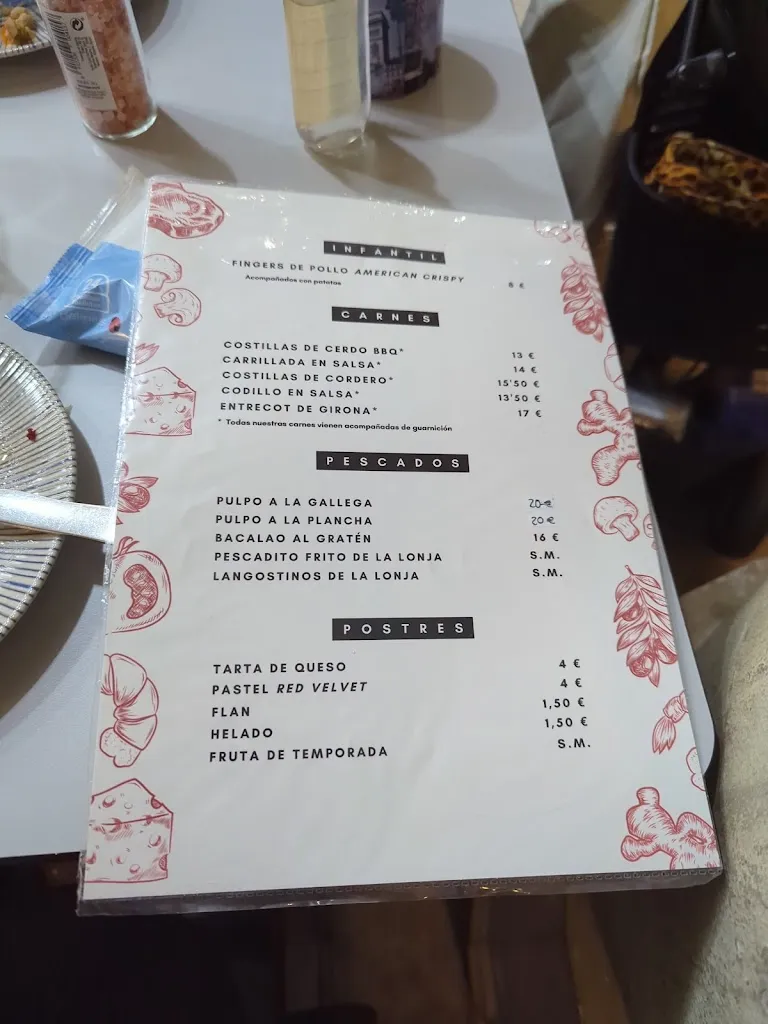 INFANTIL
FINGERS DE POLLO AMERICAN CRISPY 8 €
Acompañados con patatas
CARNES
COSTILLAS DE CERDO BBQ* 13 €
CARRILLADA EN SALSA* 14 €
COSTILLAS DE CORDERO* 15'50 €
CODILLO EN SALSA* 13'50 €
ENTRECOT DE GIRONA* 17 €
* Todas nuestras carnes vienen acompañadas de guarnición
PESCADOS
PULPO A LA GALLEGA 20 €
PULPO A LA PLANCHA 20 €
BACALAO AL GRATÉN 16 €
PESCADITO FRITO DE LA LONJA S.M.
LANGOSTINOS DE LA LONJA S.M.
POSTRES
TARTA DE QUESO 4 €
PASTEL RED VELVET 4 €
FLAN 1,50 €
HELADO 1,50 €
FRUTA DE TEMPORADA S.M.